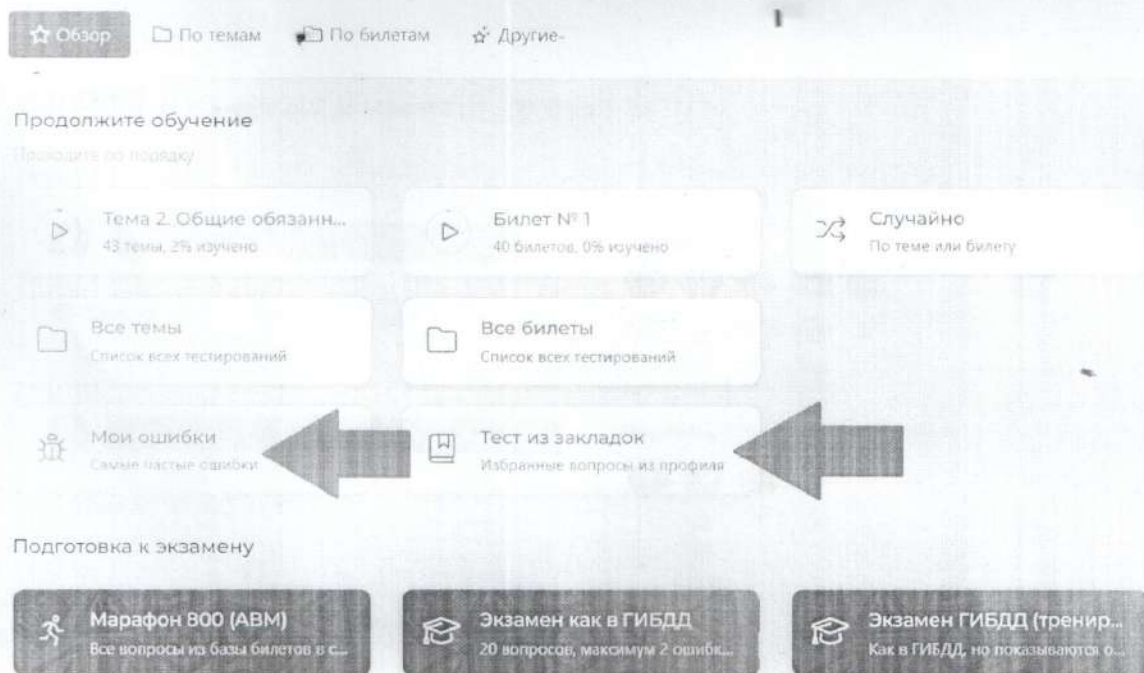 Обзор По темам По билетам Другие
Продолжите обучение
Проходите по порядку
Тема 2. Общие обязанн...
43 темы, 2% изучено
Билет № 1
40 билетов, 0% изучено
Случайно
По теме или билету
Все темы
Список всех тестирований
Все билеты
Список всех тестирований
Мои ошибки
Самые частые ошибки
Тест из закладок
Избранные вопросы из профиля
Подготовка к экзамену
Марафон 800 (ABM)
Все вопросы из базы билетов в с...
Экзамен как в ГИБДД
20 вопросов, максимум 2 ошибк...
Экзамен ГИБДД (тренир...
Как в ГИБДД, но показываются о...